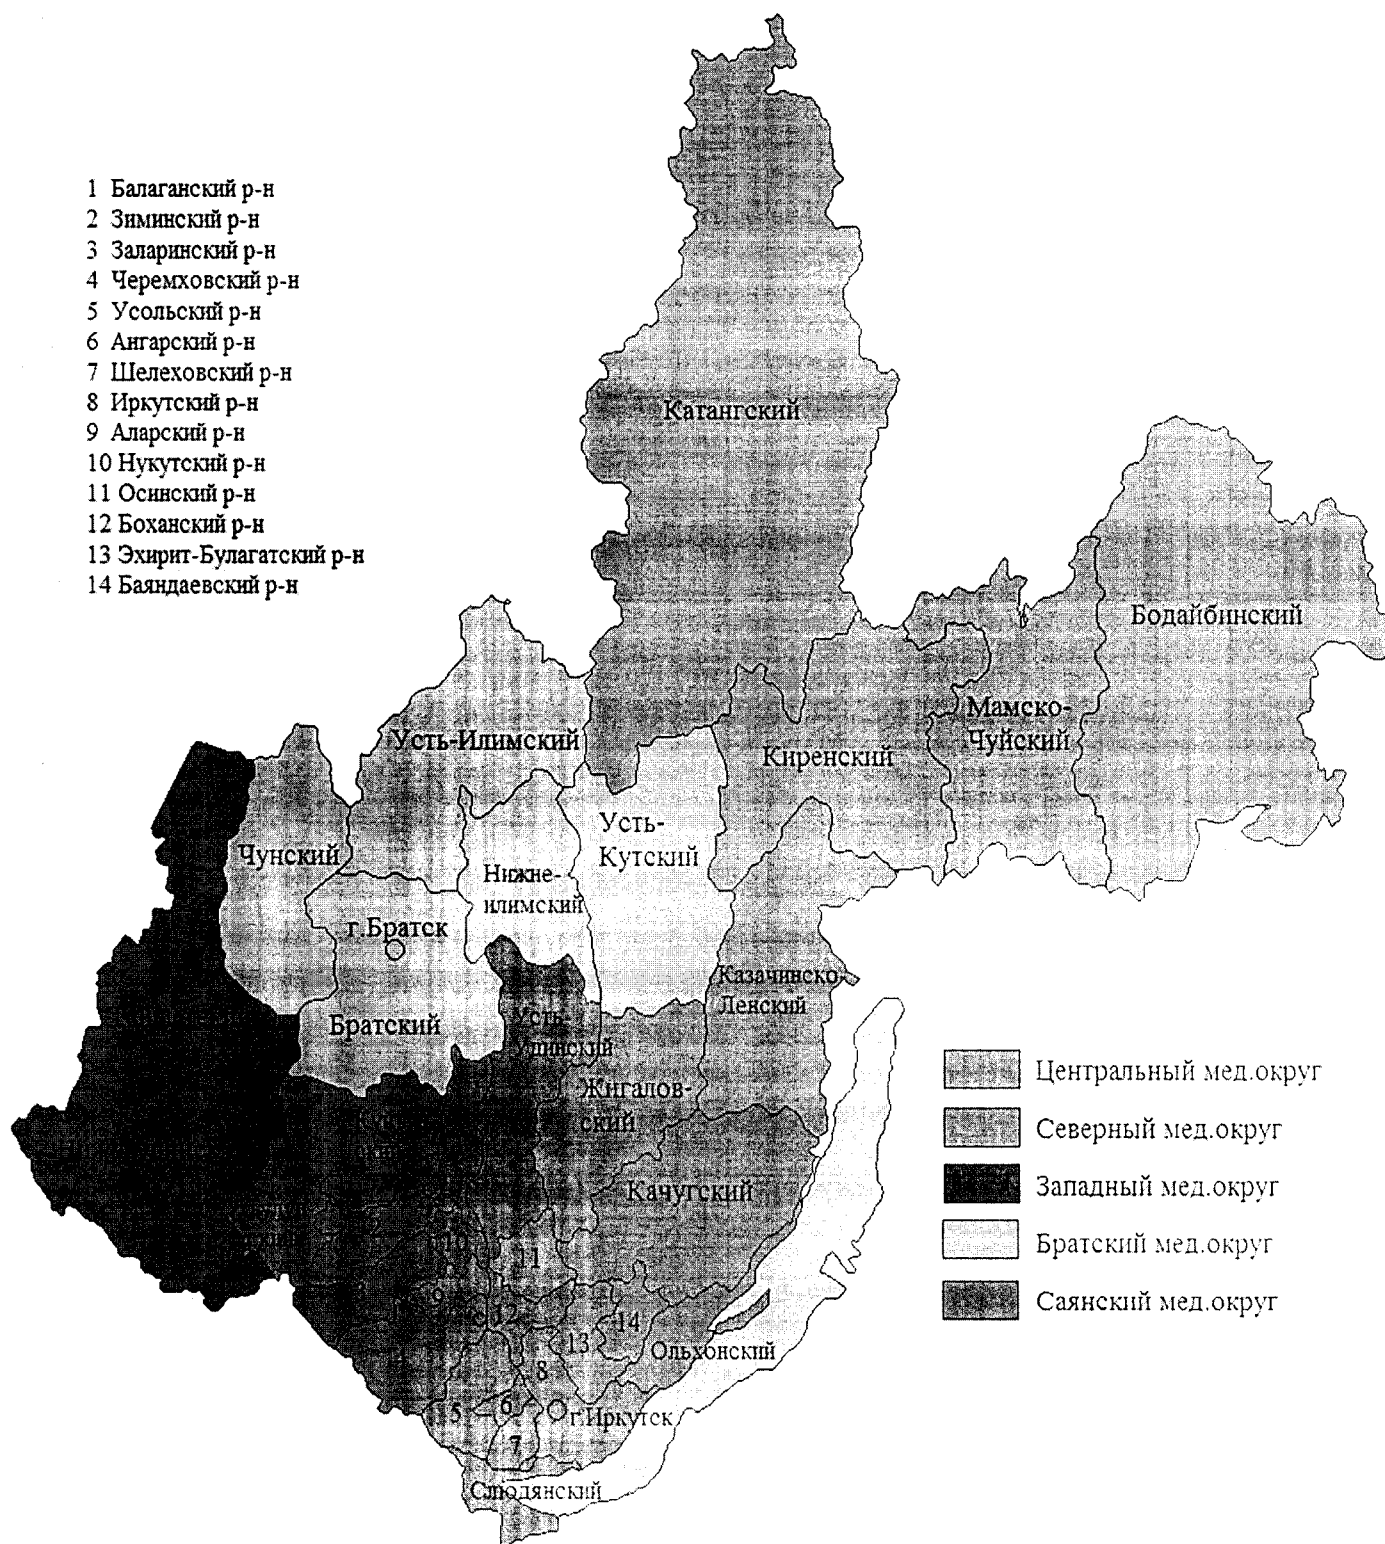 1 Балаганский р-н
2 Зиминский р-н
3 Заларинский р-н
4 Черемховский р-н
5 Усольский р-н
6 Ангарский р-н
7 Шелеховский р-н
8 Иркутский р-н
9 Аларский р-н
10 Нукутский р-н
11 Осинский р-н
12 Боханский р-н
13 Эхирит-Булагатский р-н
14 Баяндаевский р-н
Катангский
Бодайбинский
Мамско-
Чуйский
Усть-Илимский
Киренский
Усть-
Кутский
Чунский
Нижне-
илимский
г.Братск
Казачинско-
Ленский
Братский
Усть-
Удинский
Жигалов-
ский
Качугский
10
11
9
12
13
14
Ольхонский
8
5
6
г.Иркутск
7
Слюдянский
Центральный мед.округ
Северный мед.округ
Западный мед.округ
Братский мед.округ
Саянский мед.округ